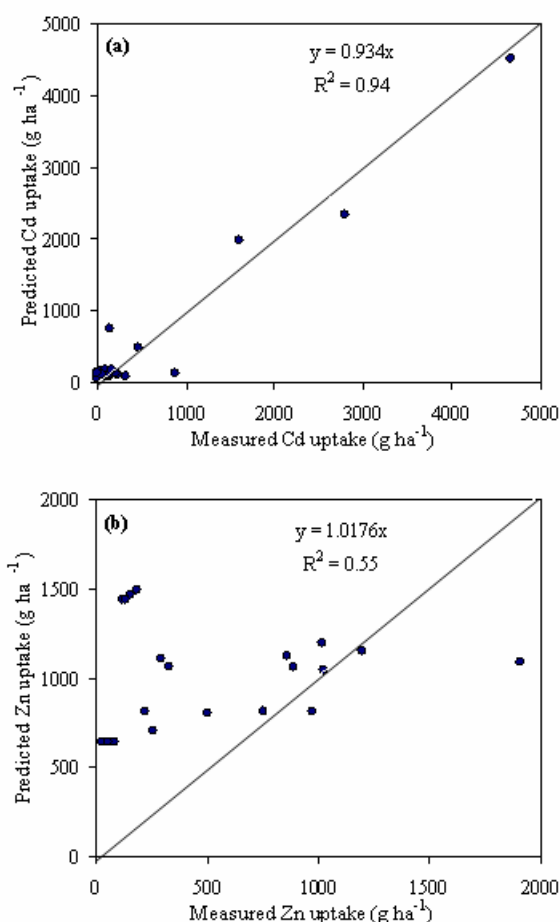 5000
(a)
y = 0.934x
R² = 0.94
4000
3000
2000
1000
0
Predicted Cd uptake (g ha⁻¹)
0 1000 2000 3000 4000 5000
Measured Cd uptake (g ha⁻¹)
2000
(b)
y = 1.0176x
R² = 0.55
1500
1000
500
0
Predicted Zn uptake (g ha⁻¹)
0 500 1000 1500 2000
Measured Zn uptake (g ha⁻¹)